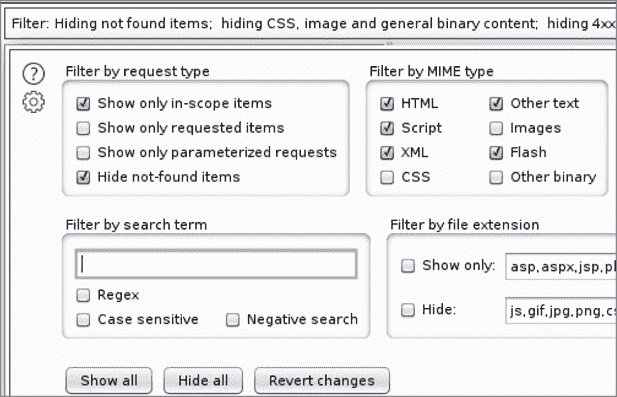 Filter: Hiding not found items; hiding CSS, image and general binary content; hiding 4xx
?
Filter by request type
Show only in-scope items
Show only requested items
Show only parameterized requests
Hide not-found items
Filter by MIME type
HTML
Other text
Script
Images
XML
Flash
CSS
Other binary
Filter by search term
Regex
Case sensitive
Negative search
Filter by file extension
Show only:
asp,aspx,jsp,
Hide:
js,gif,jpg,png,
Show all
Hide all
Revert changes